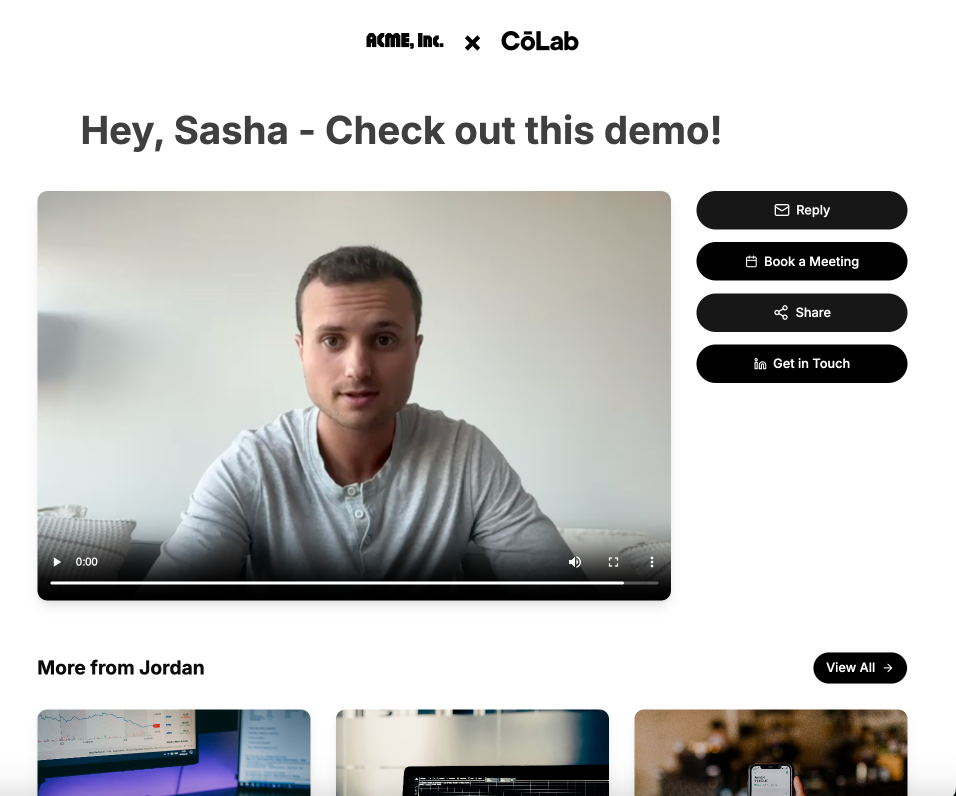 ACME, Inc. × CōLab
Hey, Sasha - Check out this demo!
Reply
Book a Meeting
Share
Get in Touch
0:00
More from Jordan
View All →